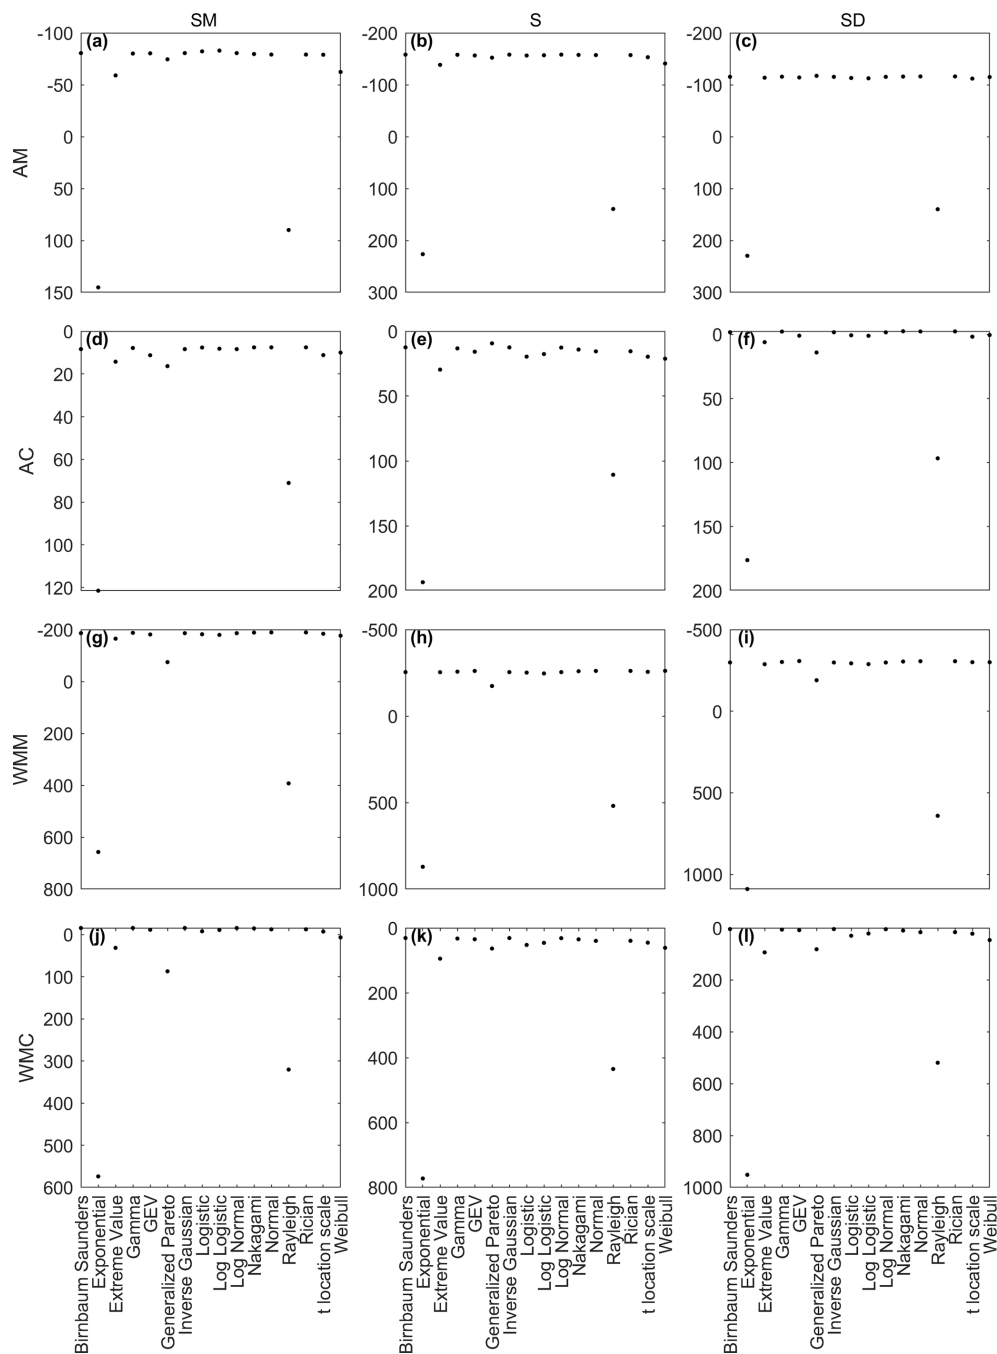 SM S SD
(a) (b) (c)
-100 -50 0 50 100 150
-200 -100 0 100 200 300
-200 -100 0 100 200 300
AM
(d) (e) (f)
0 20 40 60 80 100 120
0 50 100 150 200
0 50 100 150 200
AC
(g) (h) (i)
-200 0 200 400 600 800
-500 0 500 1000
-500 0 500 1000
WMM
(j) (k) (l)
0 100 200 300 400 500 600
0 200 400 600 800
0 200 400 600 800 1000
WMC
Birnbaum Saunders
Exponential
Extreme Value
Gamma
GEV
Generalized Pareto
Inverse Gaussian
Logistic
Log Logistic
Log Normal
Nakagami
Normal
Rayleigh
Rician
t location scale
Weibull
Birnbaum Saunders
Exponential
Extreme Value
Gamma
GEV
Generalized Pareto
Inverse Gaussian
Logistic
Log Logistic
Log Normal
Nakagami
Normal
Rayleigh
Rician
t location scale
Weibull
Birnbaum Saunders
Exponential
Extreme Value
Gamma
GEV
Generalized Pareto
Inverse Gaussian
Logistic
Log Logistic
Log Normal
Nakagami
Normal
Rayleigh
Rician
t location scale
Weibull